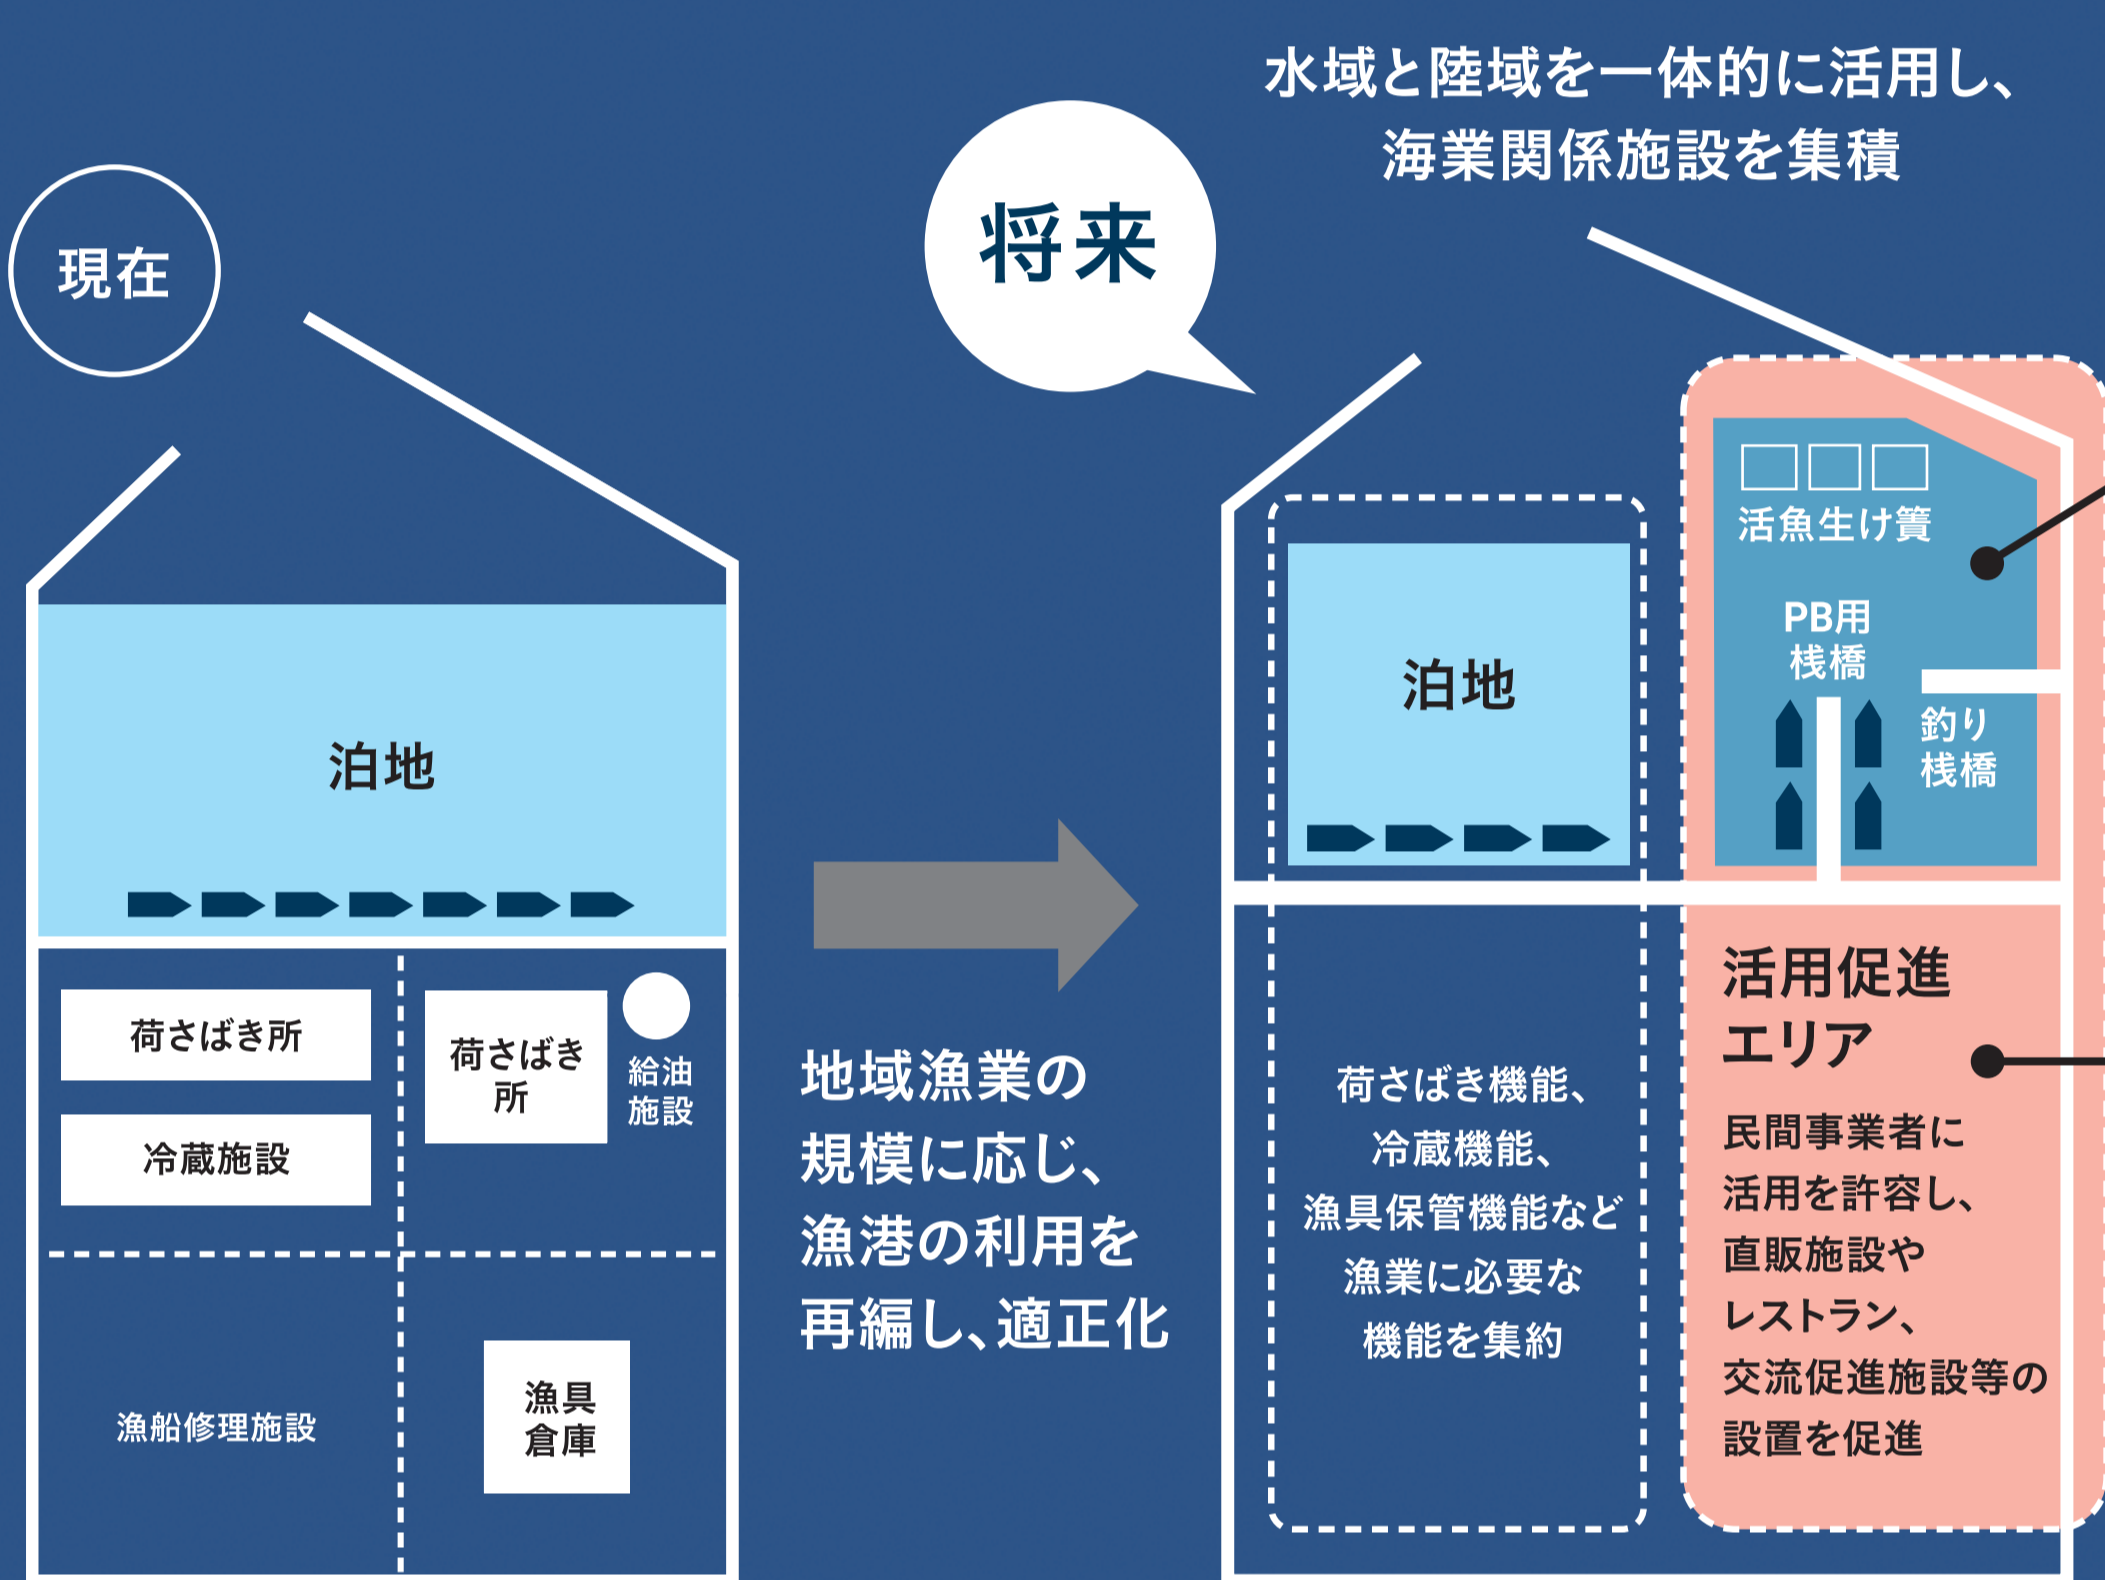 現在
泊地
荷さばき所
冷蔵施設
荷さばき
所
給油
施設
漁船修理施設
漁具
倉庫
地域漁業の
規模に応じ、
漁港の利用を
再編し、適正化
将来
水域と陸域を一体的に活用し、
海業関係施設を集積
泊地
荷さばき機能、
冷蔵機能、
漁具保管機能など
漁業に必要な
機能を集約
活魚生け簀
PB用
桟橋
釣り
桟橋
活用促進
エリア
民間事業者に
活用を許容し、
直販施設や
レストラン、
交流促進施設等の
設置を促進